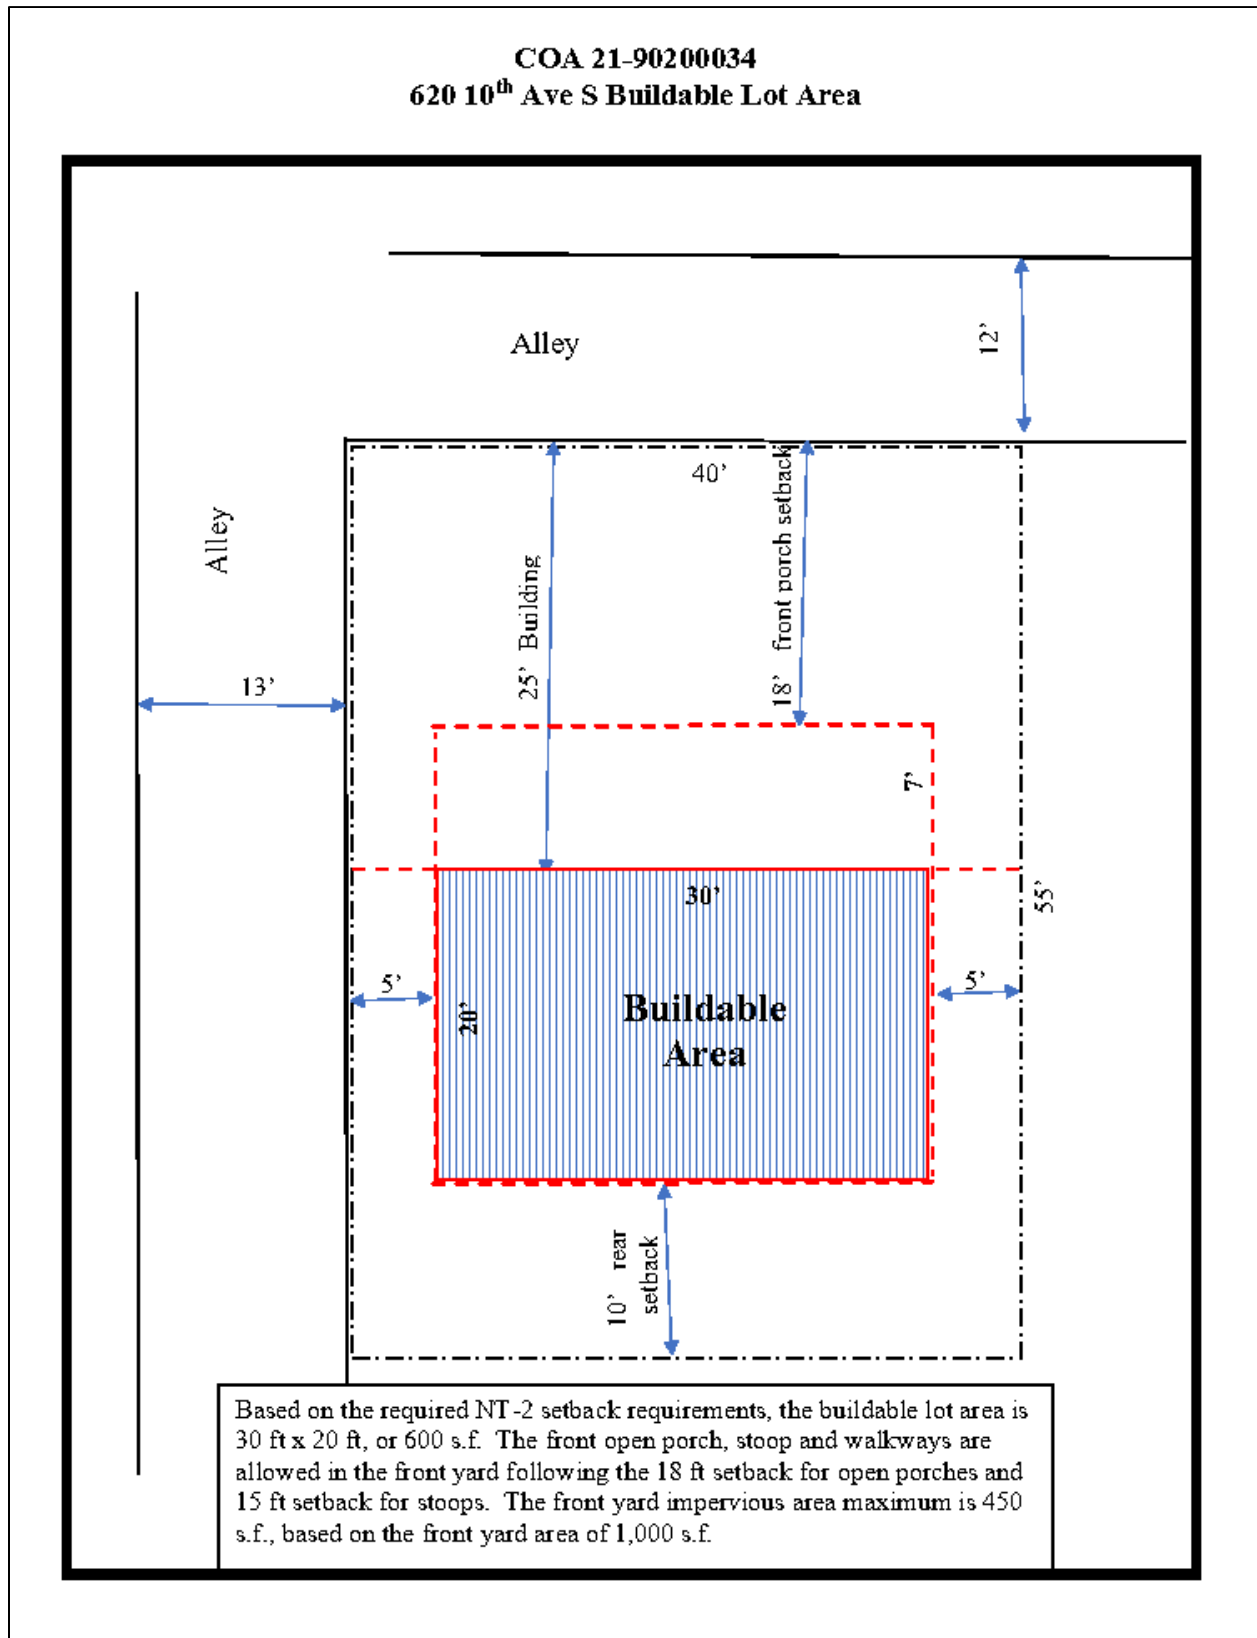 COA 21-90200034
620 10th Ave S Buildable Lot Area
12’
Alley
40’
18’ front porch setback
Alley
25’ Building
13’
7’
30’
55’
5’
5’
20’
Buildable
Area
10’ rear
setback
Based on the required NT-2 setback requirements, the buildable lot area is
30 ft x 20 ft, or 600 s.f. The front open porch, stoop and walkways are
allowed in the front yard following the 18 ft setback for open porches and
15 ft setback for stoops. The front yard impervious area maximum is 450
s.f., based on the front yard area of 1,000 s.f.